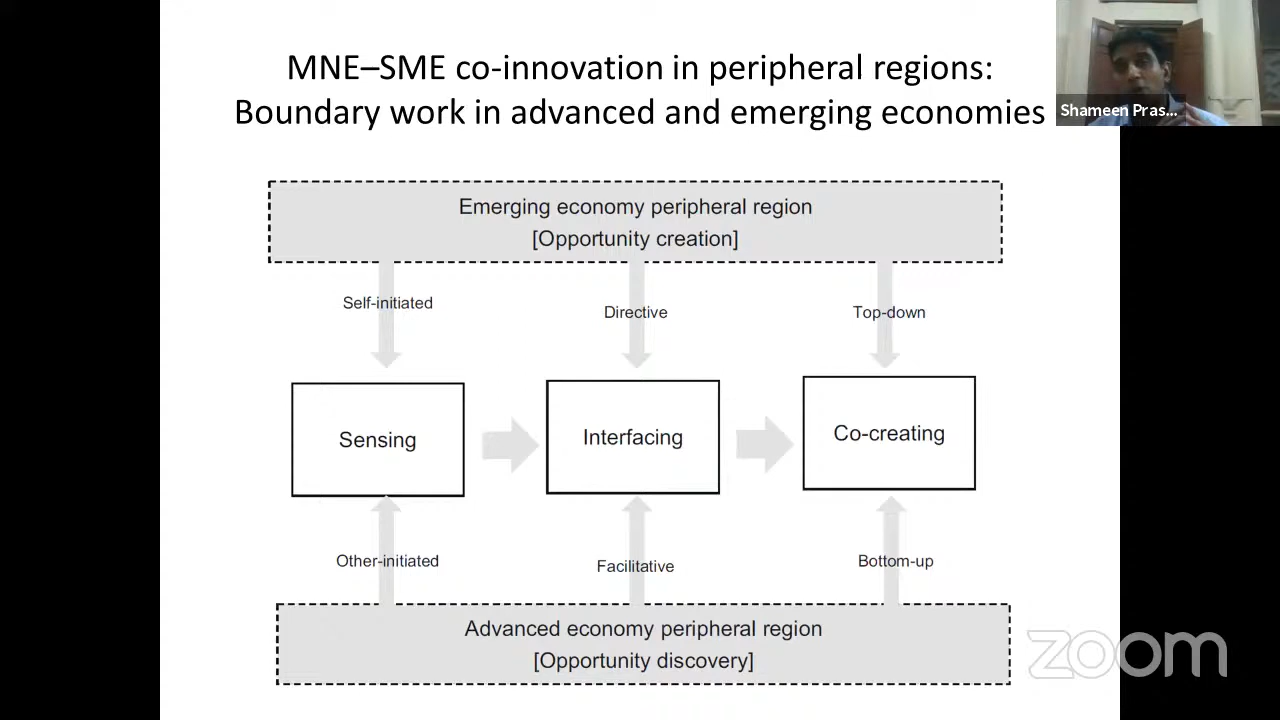 MNE–SME co-innovation in peripheral regions:
Boundary work in advanced and emerging economies
Shameen Pras...
Emerging economy peripheral region
[Opportunity creation]
Self-initiated
Directive
Top-down
Sensing
Interfacing
Co-creating
Other-initiated
Facilitative
Bottom-up
Advanced economy peripheral region
[Opportunity discovery]
zoom